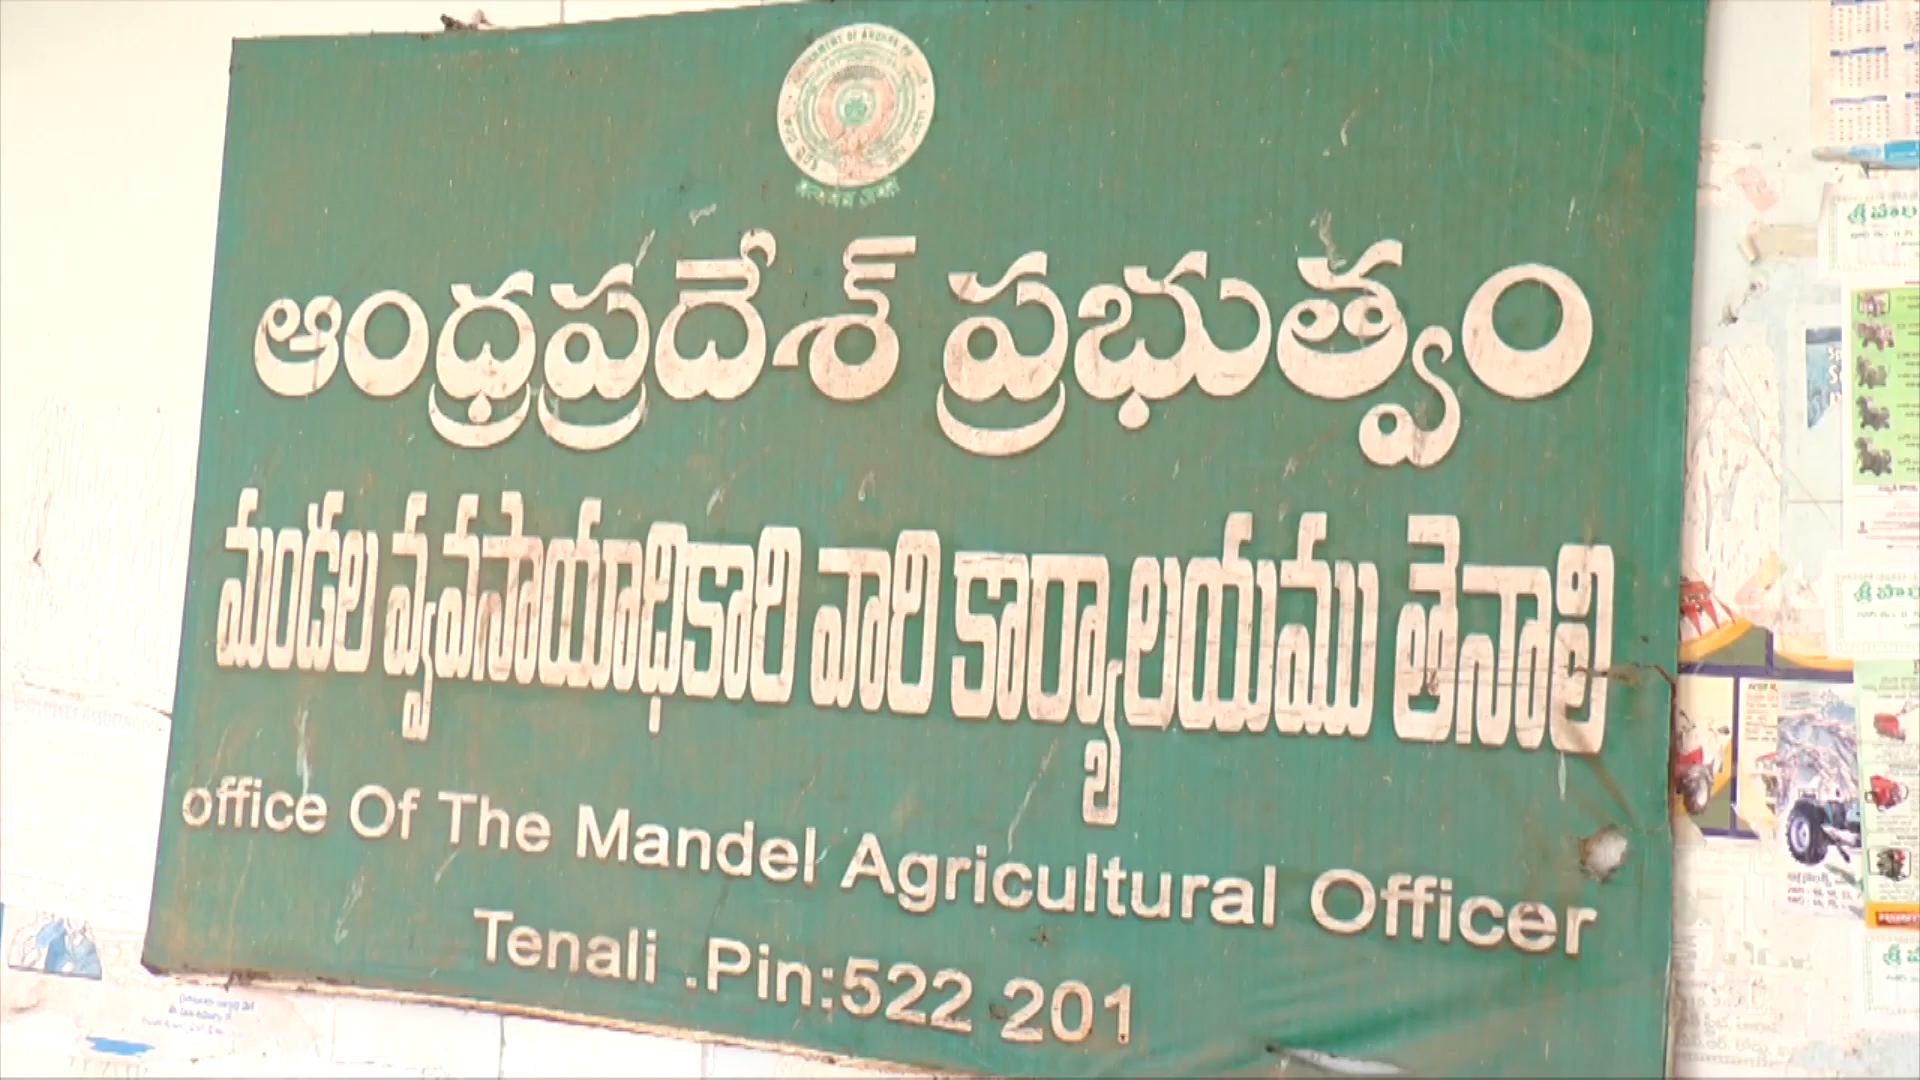 ఆంధ్రప్రదేశ్ ప్రభుత్వం
మండల వ్యవసాయాధికారి వారి కార్యాలయము తెనాలి
office Of The Mandel Agricultural Officer
Tenali .Pin:522 201